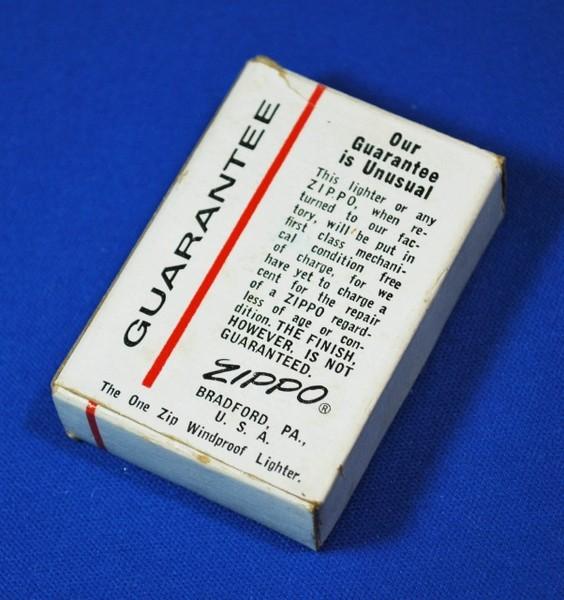 GUARANTEE
Our
Guarantee
is Unusual
This lighter or any
ZIPPO, when re-
turned to our fac-
tory, will be put in
first class mechani-
cal condition free
of charge, for we
have yet to charge a
cent for the repair
of a ZIPPO regard-
less of age or con-
dition. THE FINISH,
HOWEVER, IS NOT
GUARANTEED.
ZIPPO ®
BRADFORD, PA.,
U. S. A.
The One Zip Windproof Lighter.